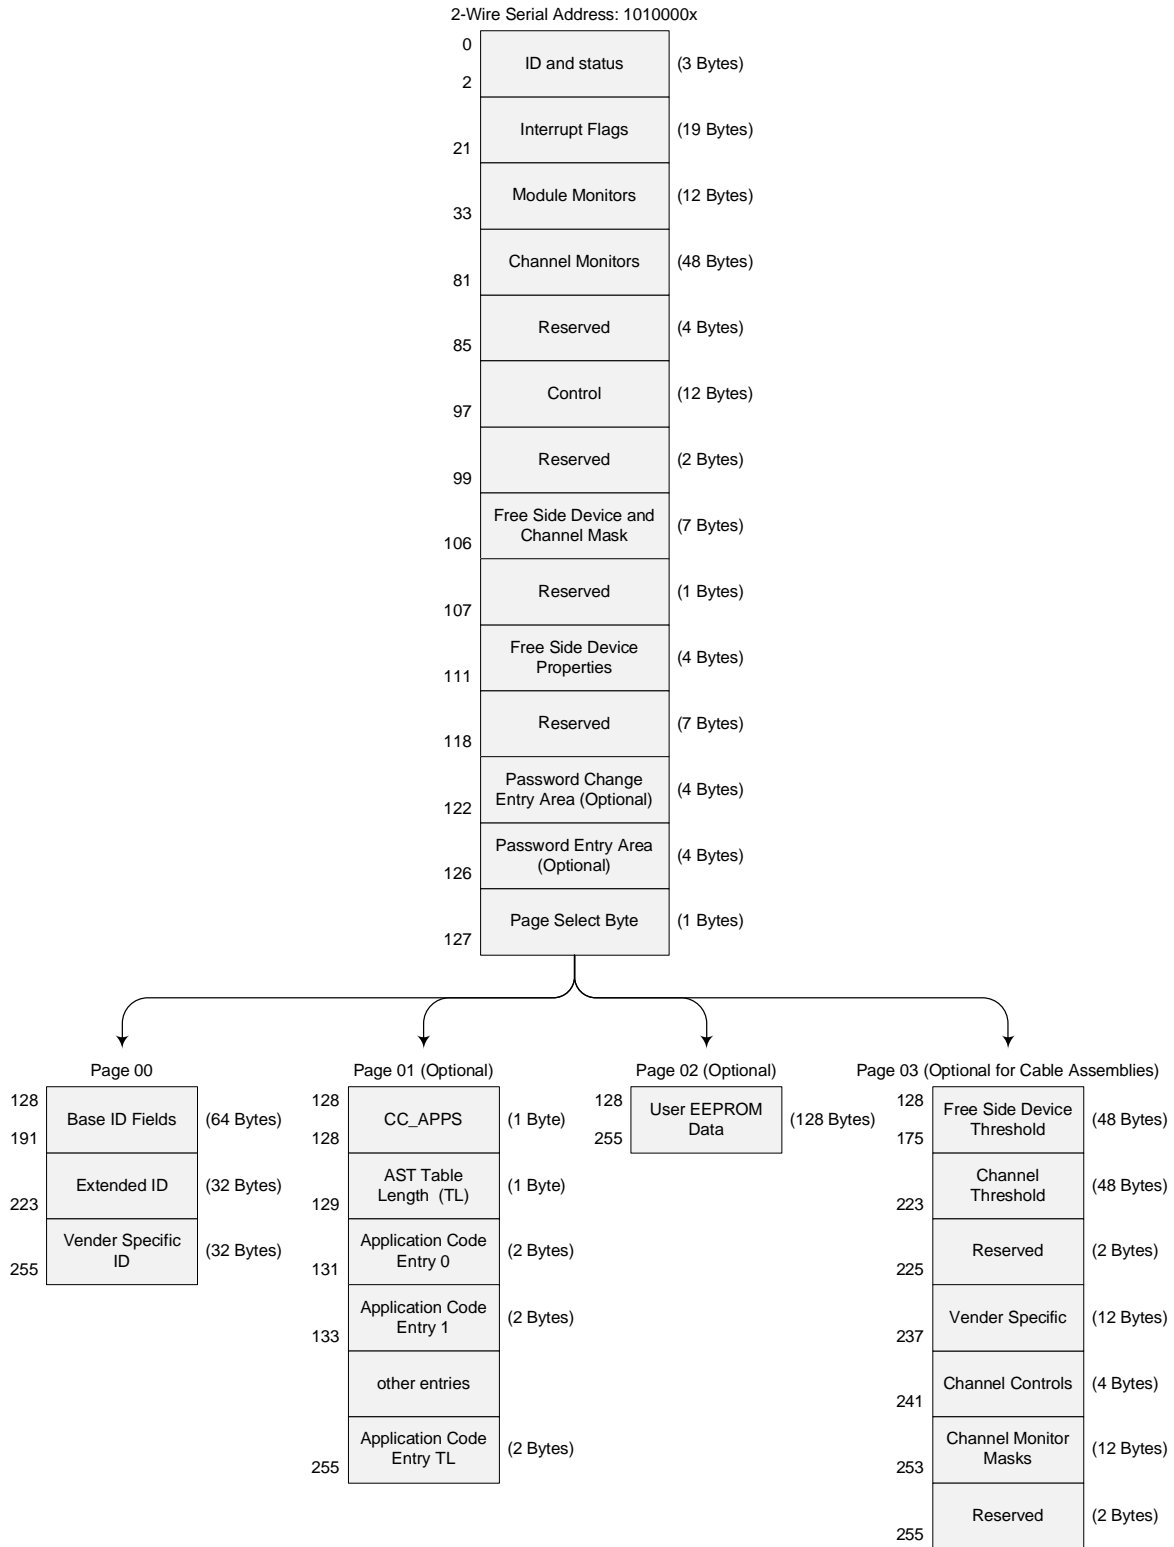 2-Wire Serial Address: 1010000x
0
ID and status
(3 Bytes)
2
Interrupt Flags
(19 Bytes)
21
Module Monitors
(12 Bytes)
33
Channel Monitors
(48 Bytes)
81
Reserved
(4 Bytes)
85
Control
(12 Bytes)
97
Reserved
(2 Bytes)
99
Free Side Device and
Channel Mask
(7 Bytes)
106
Reserved
(1 Bytes)
107
Free Side Device
Properties
(4 Bytes)
111
Reserved
(7 Bytes)
118
Password Change
Entry Area (Optional)
(4 Bytes)
122
Password Entry Area
(Optional)
(4 Bytes)
126
Page Select Byte
(1 Bytes)
127
Page 00
128
Base ID Fields
(64 Bytes)
191
Extended ID
(32 Bytes)
223
Vender Specific
ID
(32 Bytes)
255
Page 01 (Optional)
128
CC_APPS
(1 Byte)
128
AST Table
Length (TL)
(1 Byte)
129
Application Code
Entry 0
(2 Bytes)
131
Application Code
Entry 1
(2 Bytes)
133
other entries
Application Code
Entry TL
(2 Bytes)
255
Page 02 (Optional)
128
User EEPROM
Data
(128 Bytes)
255
Page 03 (Optional for Cable Assemblies)
128
Free Side Device
Threshold
(48 Bytes)
175
Channel
Threshold
(48 Bytes)
223
Reserved
(2 Bytes)
225
Vender Specific
(12 Bytes)
237
Channel Controls
(4 Bytes)
241
Channel Monitor
Masks
(12 Bytes)
253
Reserved
(2 Bytes)
255